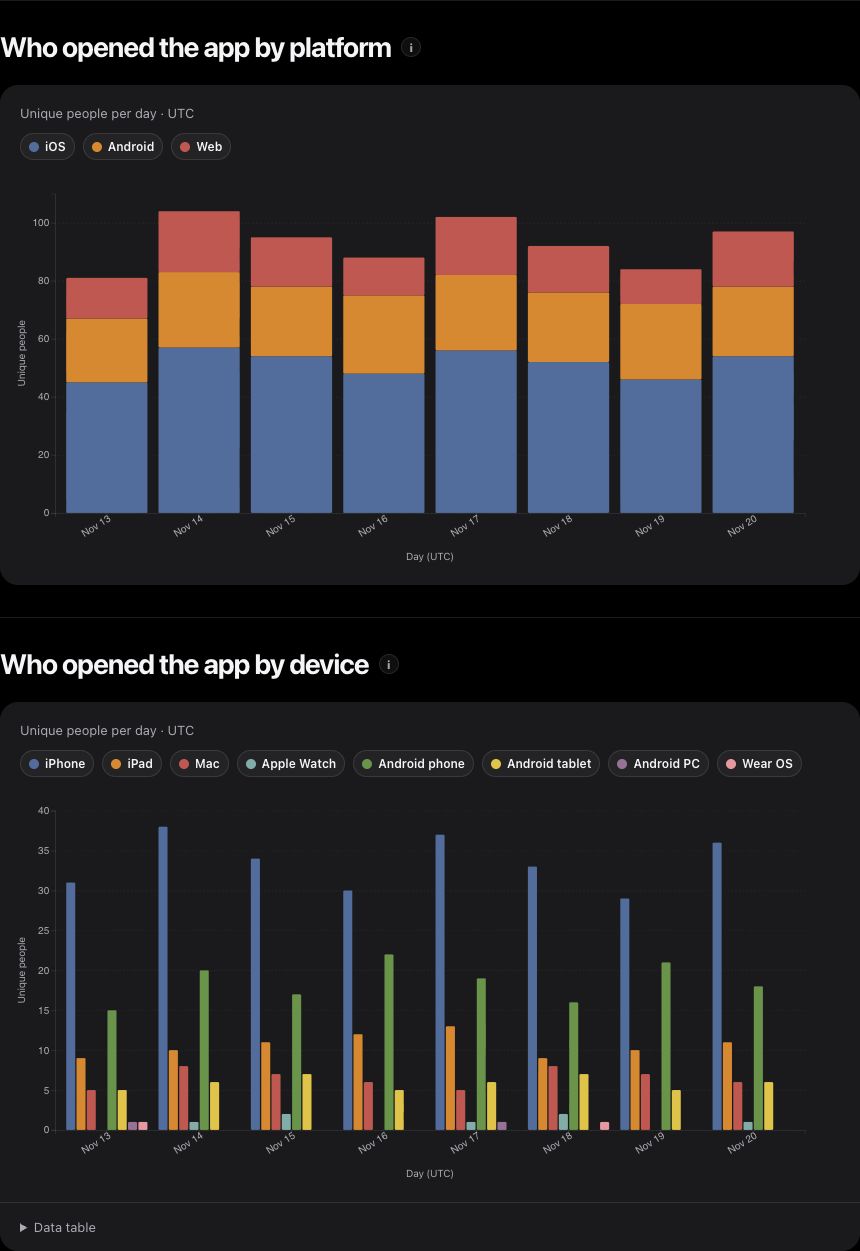 Who opened the app by platform i
Unique people per day · UTC
iOS Android Web
Unique people
100
80
60
40
20
0
Nov 13 Nov 14 Nov 15 Nov 16 Nov 17 Nov 18 Nov 19 Nov 20
Day (UTC)
Who opened the app by device i
Unique people per day · UTC
iPhone iPad Mac Apple Watch Android phone Android tablet Android PC Wear OS
Unique people
40
35
30
25
20
15
10
5
0
Nov 13 Nov 14 Nov 15 Nov 16 Nov 17 Nov 18 Nov 19 Nov 20
Day (UTC)
Data table